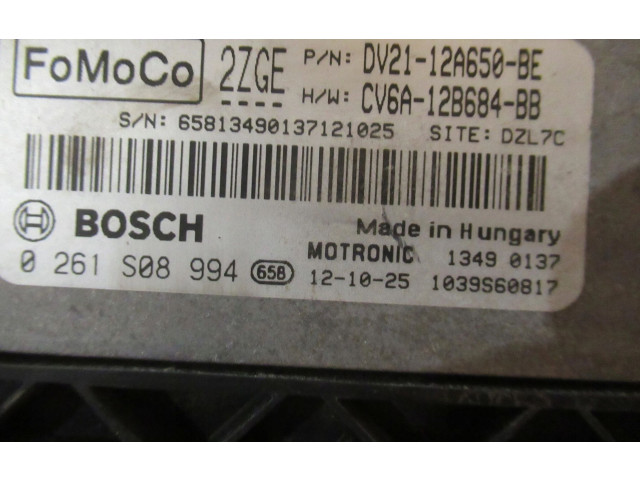 FoMoCo 2ZGE P/N: DV21-12A650-BE
H/W: CV6A-12B684-BB
S/N: 65813490137121025 SITE: DZL7C
BOSCH Made in Hungary
0 261 S08 994 658 MOTRONIC 1349 0137
12-10-25 1039S60817